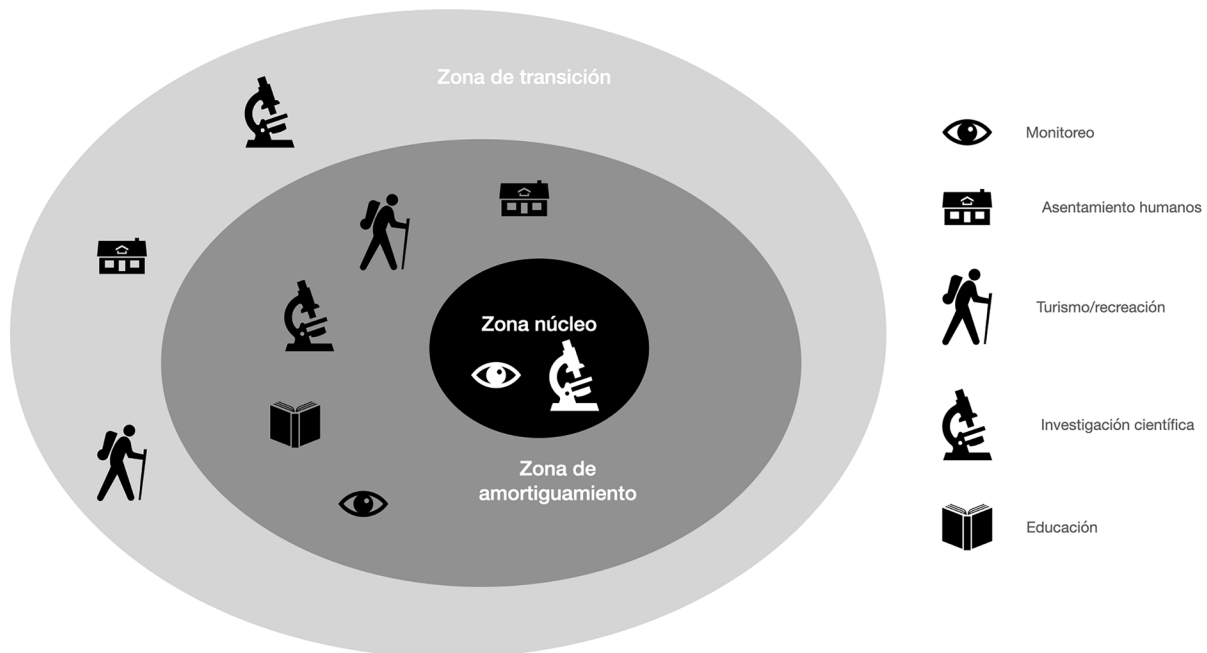 Zona de transición
Zona núcleo
Zona de
amortiguamiento
Monitoreo
Asentamiento humanos
Turismo/recreación
Investigación científica
Educación